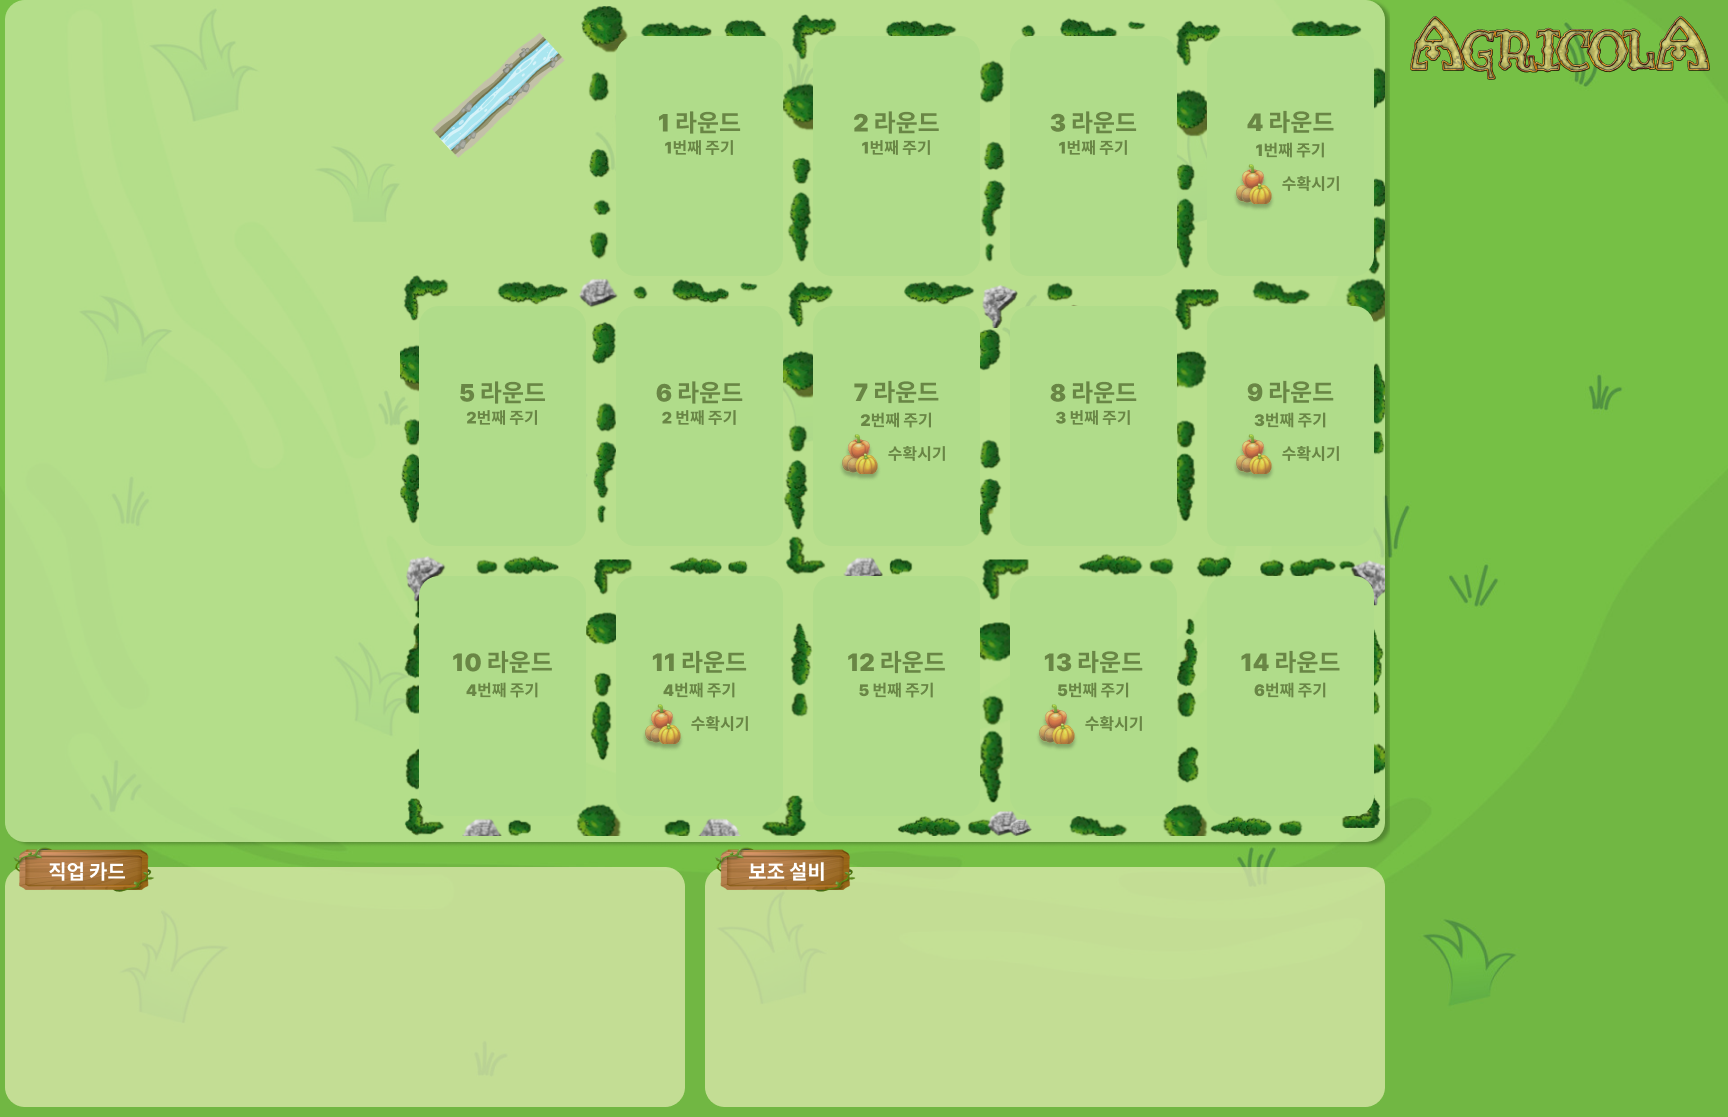 AGRICOLA
1 라운드
1번째 주기
2 라운드
1번째 주기
3 라운드
1번째 주기
4 라운드
1번째 주기
수확시기
5 라운드
2번째 주기
6 라운드
2 번째 주기
7 라운드
2번째 주기
수확시기
8 라운드
3 번째 주기
9 라운드
3번째 주기
수확시기
10 라운드
4번째 주기
11 라운드
4번째 주기
수확시기
12 라운드
5 번째 주기
13 라운드
5번째 주기
수확시기
14 라운드
6번째 주기
직업 카드
보조 설비